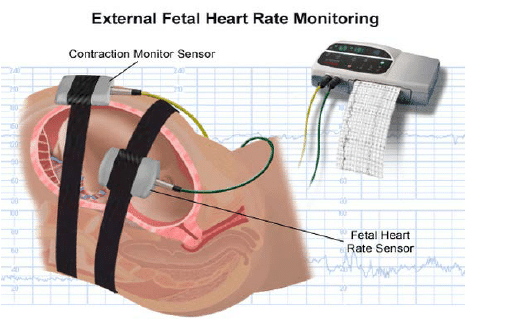 External Fetal Heart Rate Monitoring
Contraction Monitor Sensor
Fetal Heart
Rate Sensor